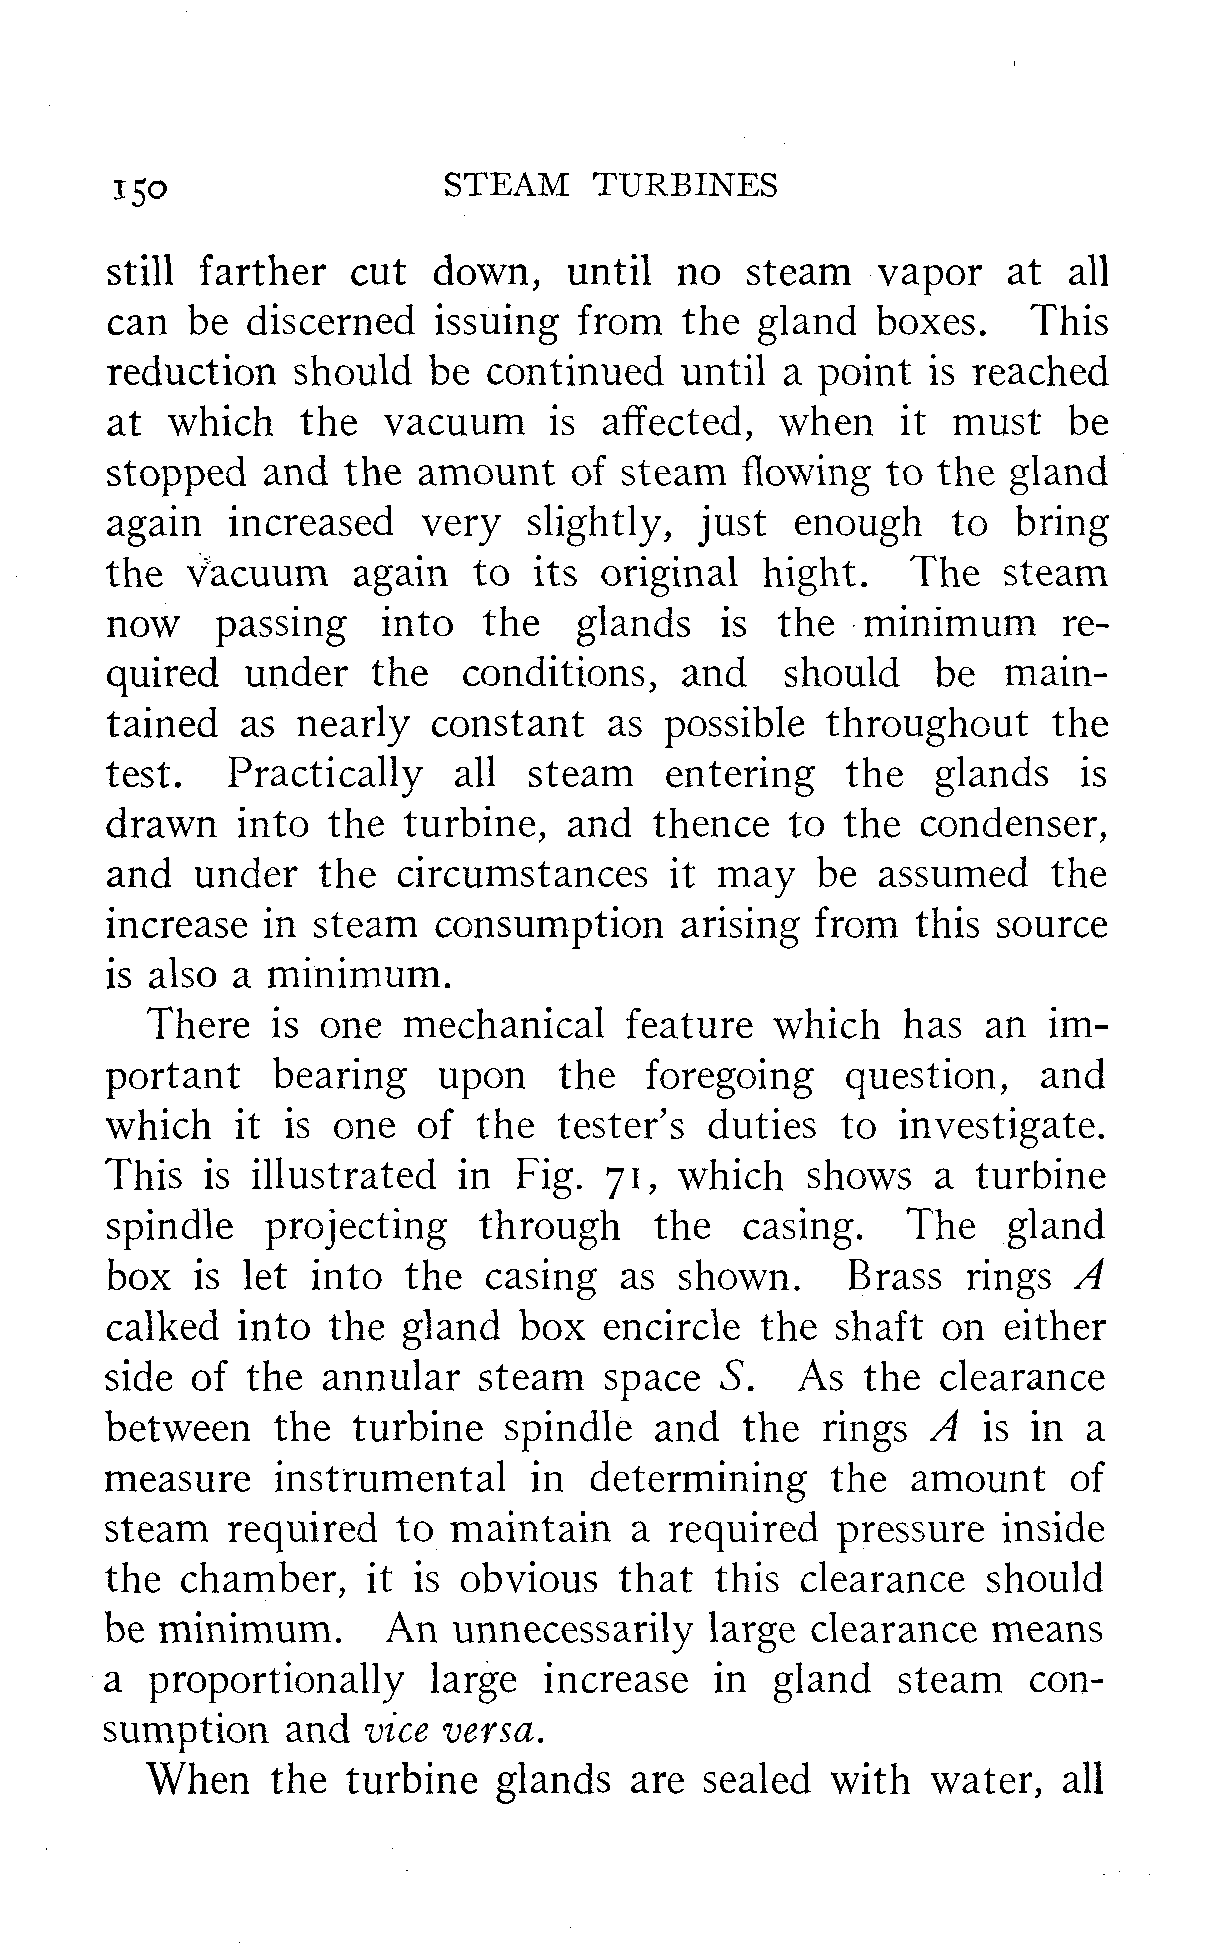 150 STEAM TURBINES
still farther cut down, until no steam vapor at all
can be discerned issuing from the gland boxes. This
reduction should be continued until a point is reached
at which the vacuum is affected, when it must be
stopped and the amount of steam flowing to the gland
again increased very slightly, just enough to bring
the vacuum again to its original hight. The steam
now passing into the glands is the minimum re-
quired under the conditions, and should be main-
tained as nearly constant as possible throughout the
test. Practically all steam entering the glands is
drawn into the turbine, and thence to the condenser,
and under the circumstances it may be assumed the
increase in steam consumption arising from this source
is also a minimum.
There is one mechanical feature which has an im-
portant bearing upon the foregoing question, and
which it is one of the tester's duties to investigate.
This is illustrated in Fig. 71, which shows a turbine
spindle projecting through the casing. The gland
box is let into the casing as shown. Brass rings A
calked into the gland box encircle the shaft on either
side of the annular steam space S. As the clearance
between the turbine spindle and the rings A is in a
measure instrumental in determining the amount of
steam required to maintain a required pressure inside
the chamber, it is obvious that this clearance should
be minimum. An unnecessarily large clearance means
a proportionally large increase in gland steam con-
sumption and vice versa.
When the turbine glands are sealed with water, all